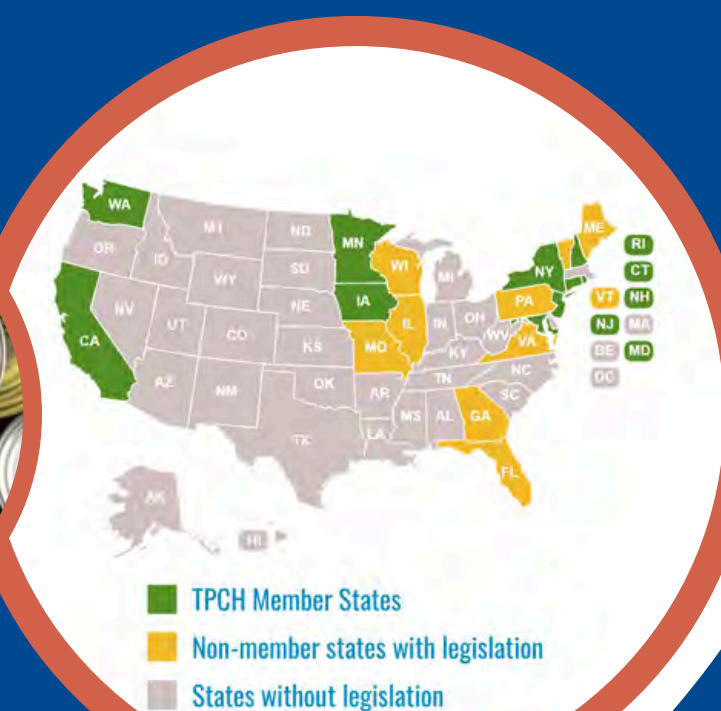 WA
MT
ND
MN
OR
ID
SD
WI
WY
MI
ME
NY
RI
CT
VT NH
NJ MA
DE MD
DC
IA
NE
PA
NV
UT
CO
IL
IN
OH
WV
VA
CA
KS
MO
KY
AZ
NM
OK
AR
TN
NC
SC
MS
AL
GA
TX
LA
FL
AK
HI
TPCH Member States
Non-member states with legislation
States without legislation